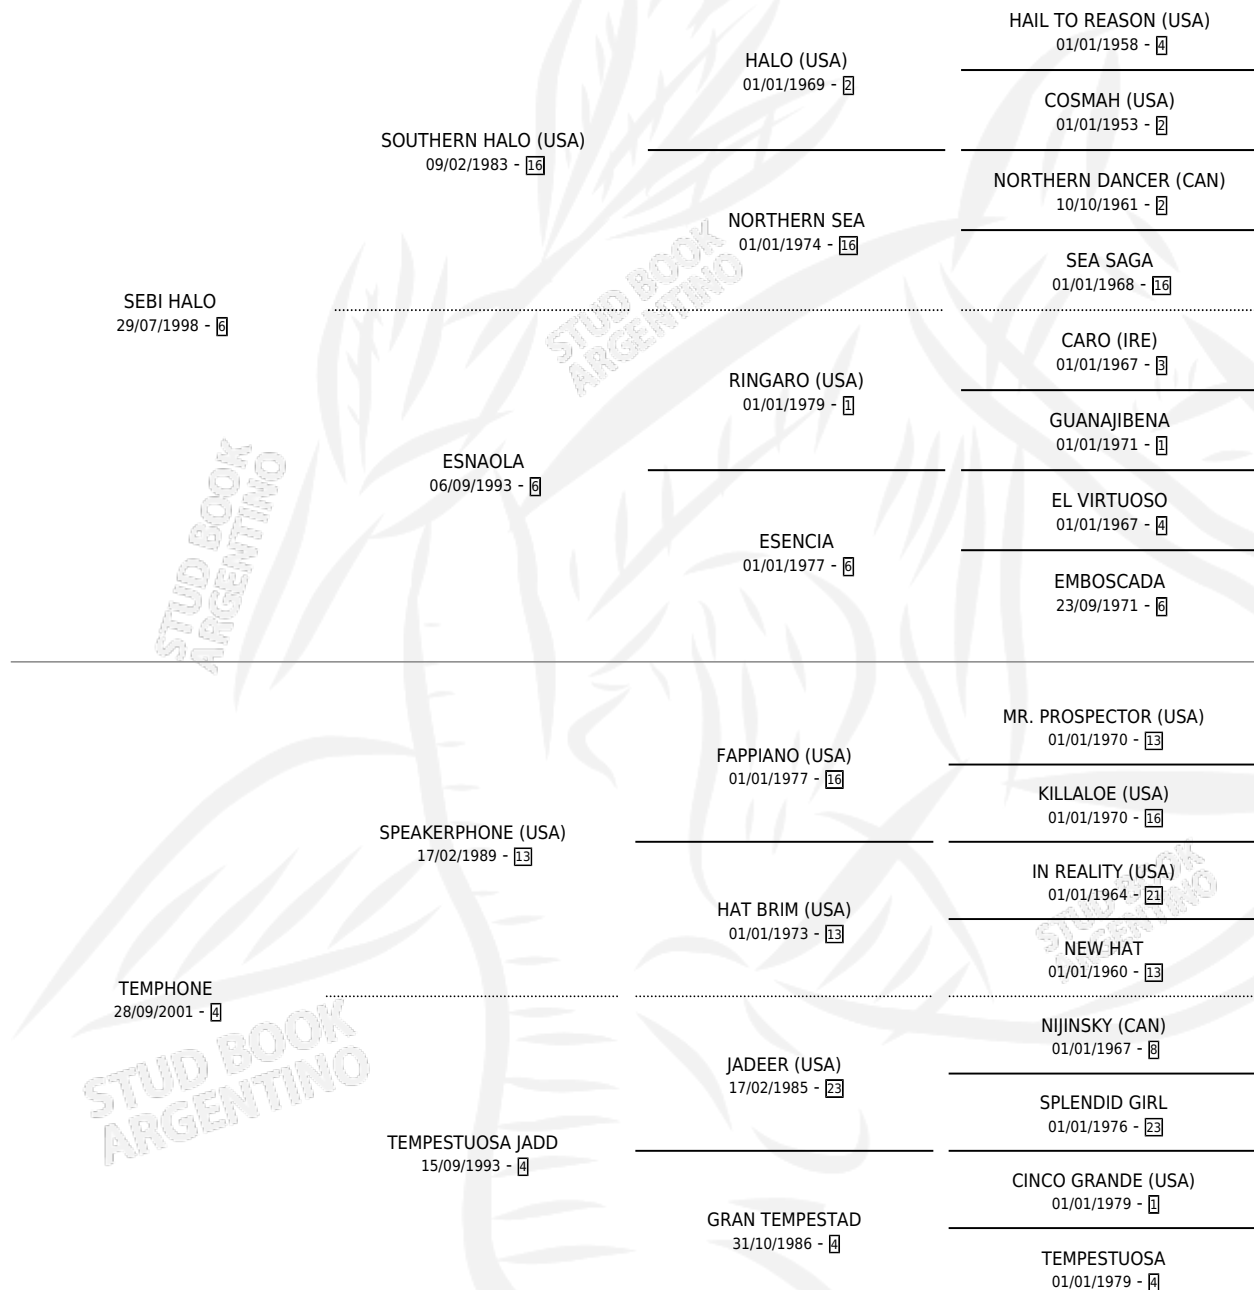 HAIL TO REASON (USA)
01/01/1958 - 4
HALO (USA)
01/01/1969 - 2
COSMAH (USA)
01/01/1953 - 2
SOUTHERN HALO (USA)
09/02/1983 - 16
NORTHERN DANCER (CAN)
10/10/1961 - 2
NORTHERN SEA
01/01/1974 - 16
SEA SAGA
01/01/1968 - 16
SEBI HALO
29/07/1998 - 6
CARO (IRE)
01/01/1967 - 3
RINGARO (USA)
01/01/1979 - 1
GUANAJIBENA
01/01/1971 - 1
ESNAOLA
06/09/1993 - 6
EL VIRTUOSO
01/01/1967 - 4
ESENCIA
01/01/1977 - 6
EMBOSCADA
23/09/1971 - 6
MR. PROSPECTOR (USA)
01/01/1970 - 13
FAPPIANO (USA)
01/01/1977 - 16
KILLALOE (USA)
01/01/1970 - 16
SPEAKERPHONE (USA)
17/02/1989 - 13
IN REALITY (USA)
01/01/1964 - 21
HAT BRIM (USA)
01/01/1973 - 13
NEW HAT
01/01/1960 - 13
TEMPHONE
28/09/2001 - 4
NIJINSKY (CAN)
01/01/1967 - 8
JADEER (USA)
17/02/1985 - 23
SPLENDID GIRL
01/01/1976 - 23
TEMPESTUOSA JADD
15/09/1993 - 4
CINCO GRANDE (USA)
01/01/1979 - 1
GRAN TEMPESTAD
31/10/1986 - 4
TEMPESTUOSA
01/01/1979 - 4
STUD BOOK
ARGENTINO
STUD BOOK
ARGENTINO
STUD BOOK
ARGENTINO
STUD BOOK
ARGENTINO